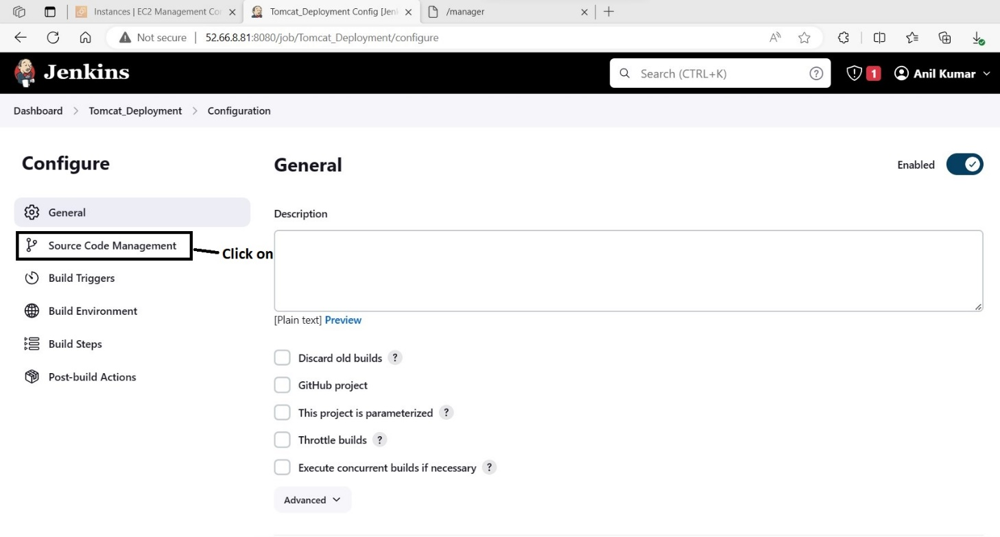 Instances | EC2 Management Co
Tomcat_Deployment Config [Jenk
/manager
Not secure | 52.66.8.81:8080/job/Tomcat_Deployment/configure
Jenkins
Search (CTRL+K)
1
Anil Kumar
Dashboard > Tomcat_Deployment > Configuration
Configure
General
Source Code Management
Click on
Build Triggers
Build Environment
Build Steps
Post-build Actions
General
Enabled
Description
[Plain text] Preview
Discard old builds ?
GitHub project
This project is parameterized ?
Throttle builds ?
Execute concurrent builds if necessary ?
Advanced